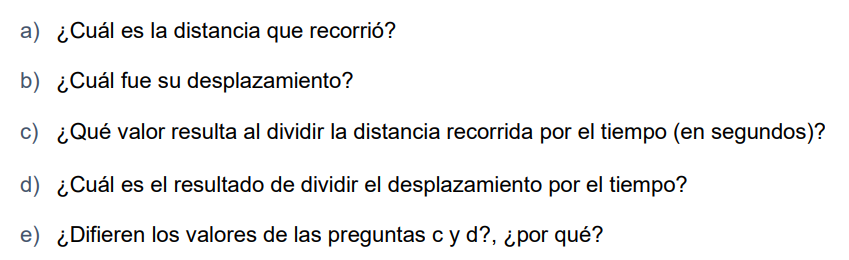 a) ¿Cuál es la distancia que recorrió?
b) ¿Cuál fue su desplazamiento?
c) ¿Qué valor resulta al dividir la distancia recorrida por el tiempo (en segundos)?
d) ¿Cuál es el resultado de dividir el desplazamiento por el tiempo?
e) ¿Difieren los valores de las preguntas c y d?, ¿por qué?